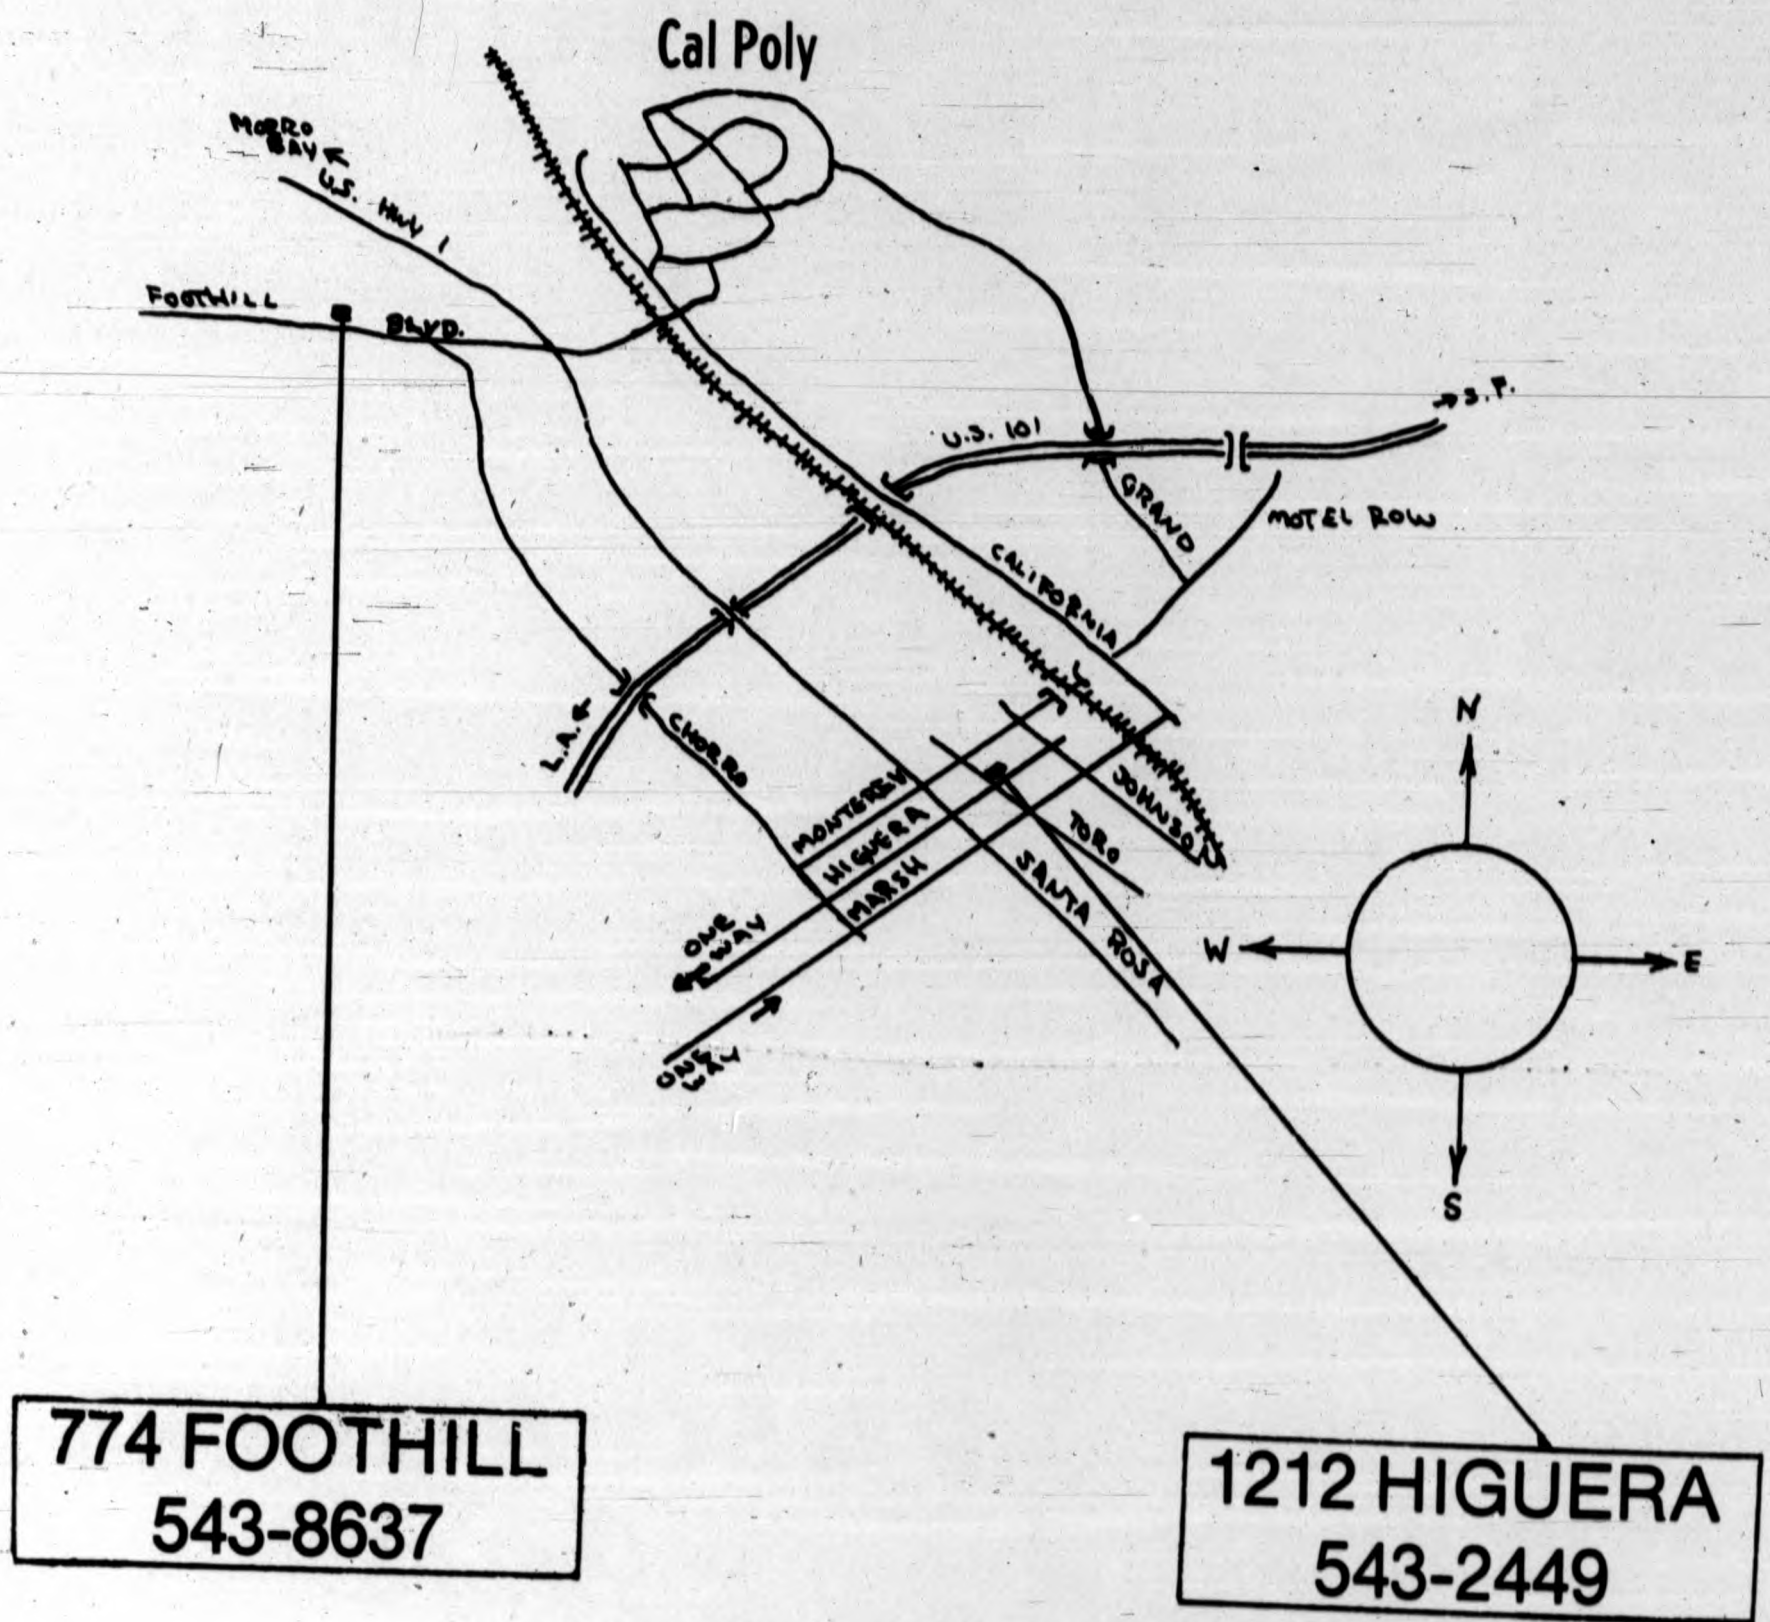 Cal Poly
MORRO
BAY
U.S. HWY 1
FOOTHILL
BLVD.
→ S.F.
U.S. 101
GRAND
MOTEL ROW
CALIFORNIA
L.A.
CHORRO
MONTEREY
HIGUERA
MARSH
JOHNSON
TORO
SANTA ROSA
ONE
WAY
ONE
WAY
N
W
E
S
774 FOOTHILL
543-8637
1212 HIGUERA
543-2449